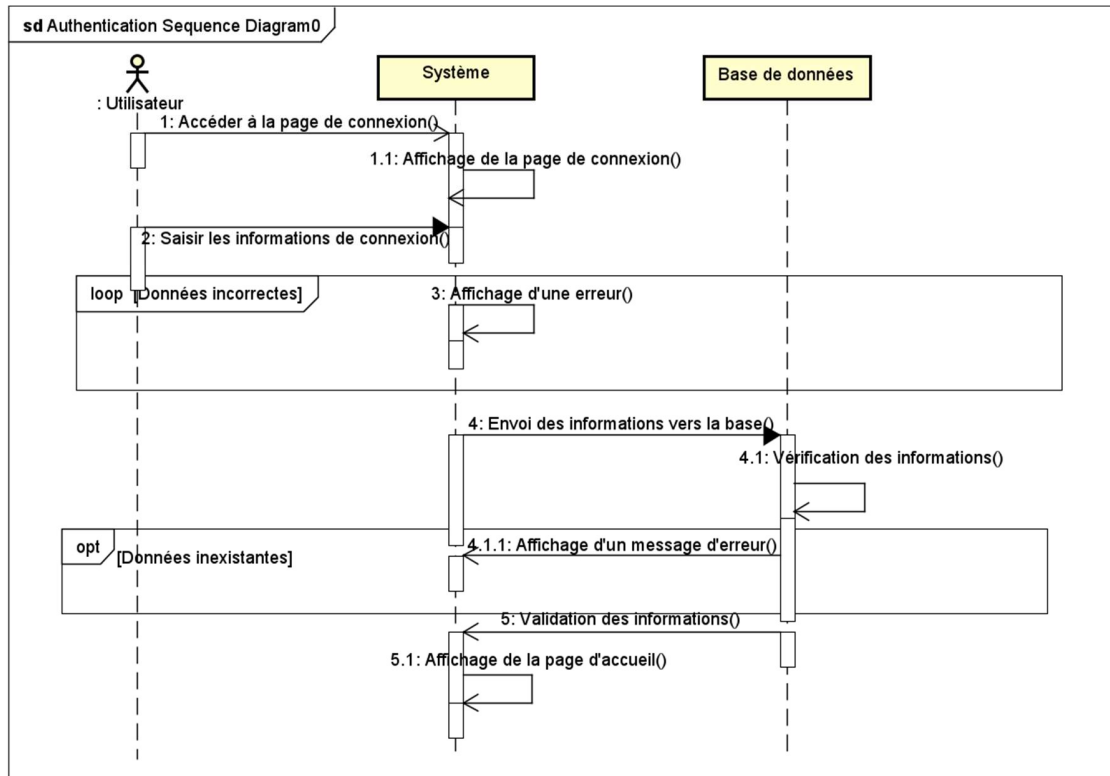 sd Authentication Sequence Diagram0
: Utilisateur
Système
Base de données
1: Accéder à la page de connexion()
1.1: Affichage de la page de connexion()
2: Saisir les informations de connexion()
loop [Données incorrectes]
3: Affichage d'une erreur()
4: Envoi des informations vers la base()
4.1: Vérification des informations()
opt
[Données inexistantes]
4.1.1: Affichage d'un message d'erreur()
5: Validation des informations()
5.1: Affichage de la page d'accueil()